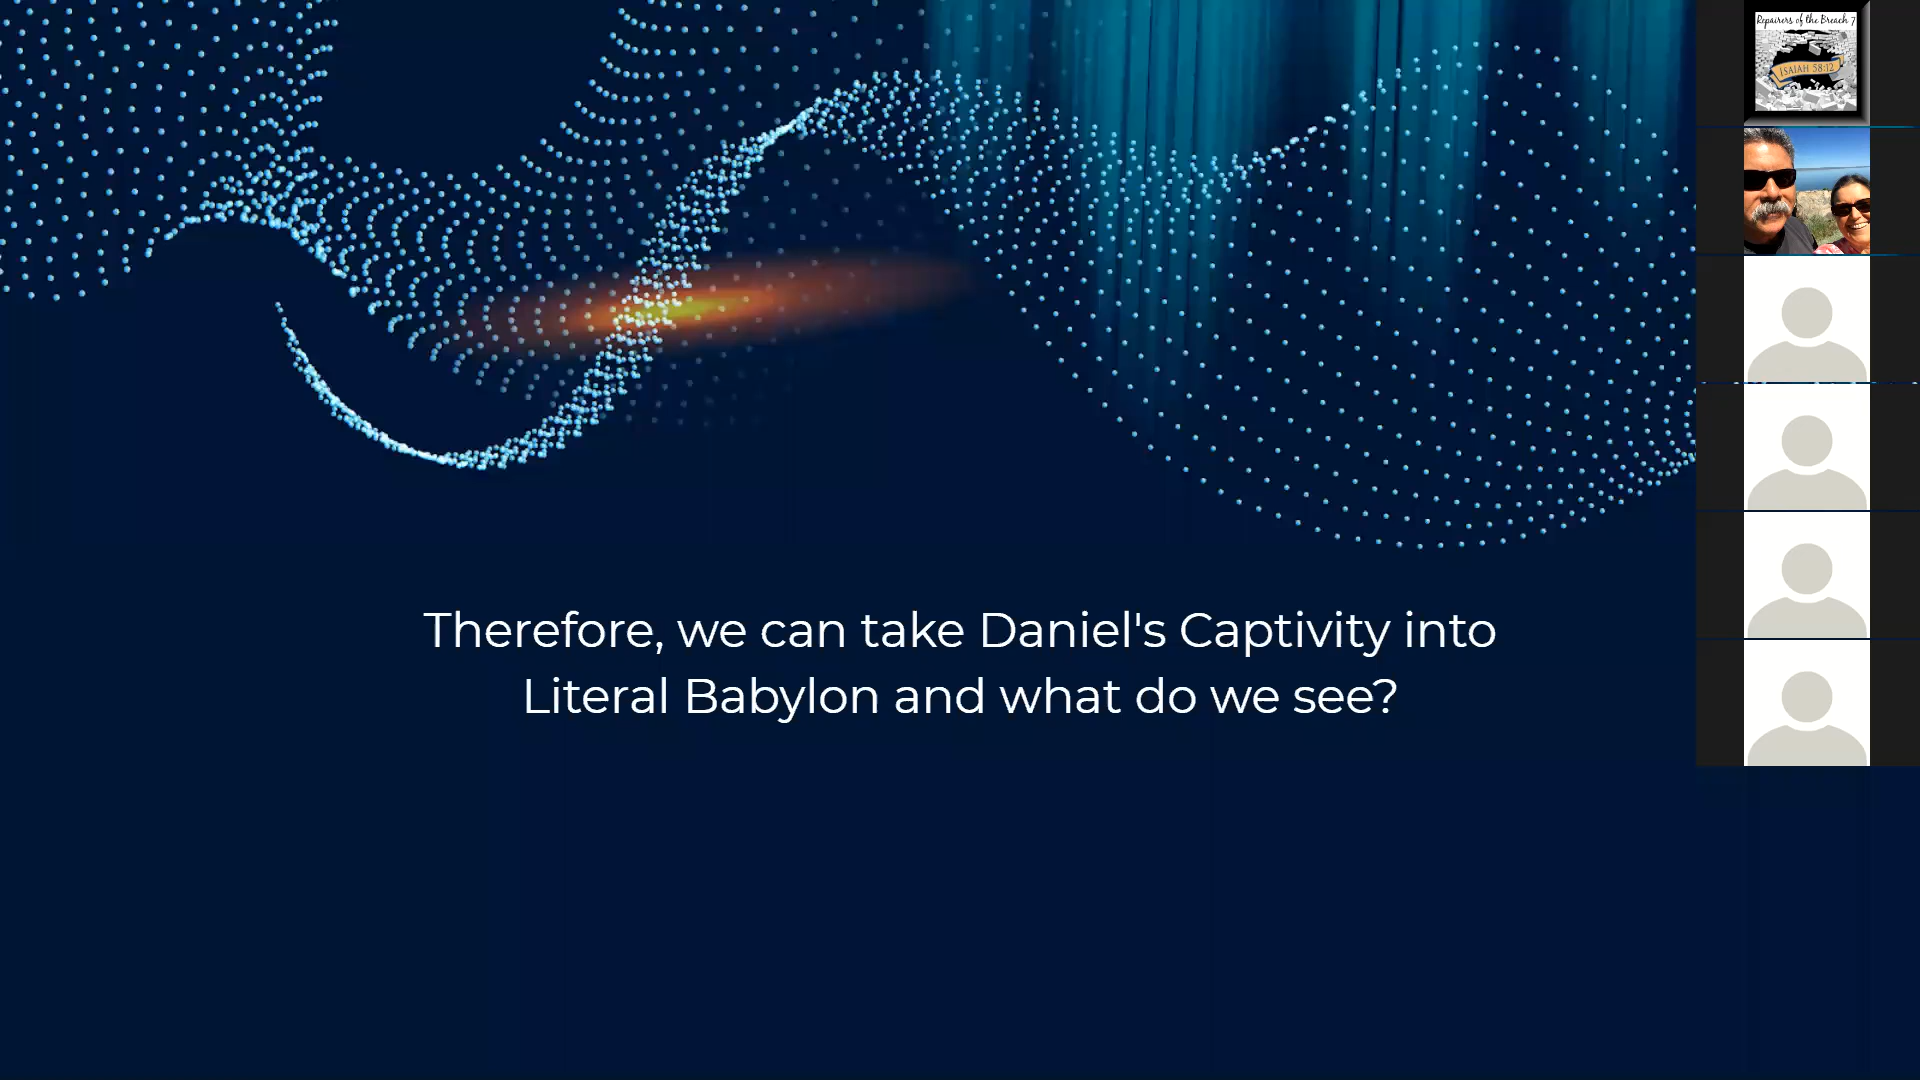 Therefore, we can take Daniel's Captivity into
Literal Babylon and what do we see?
Repairers of the Breach 7
ISAIAH 58:12